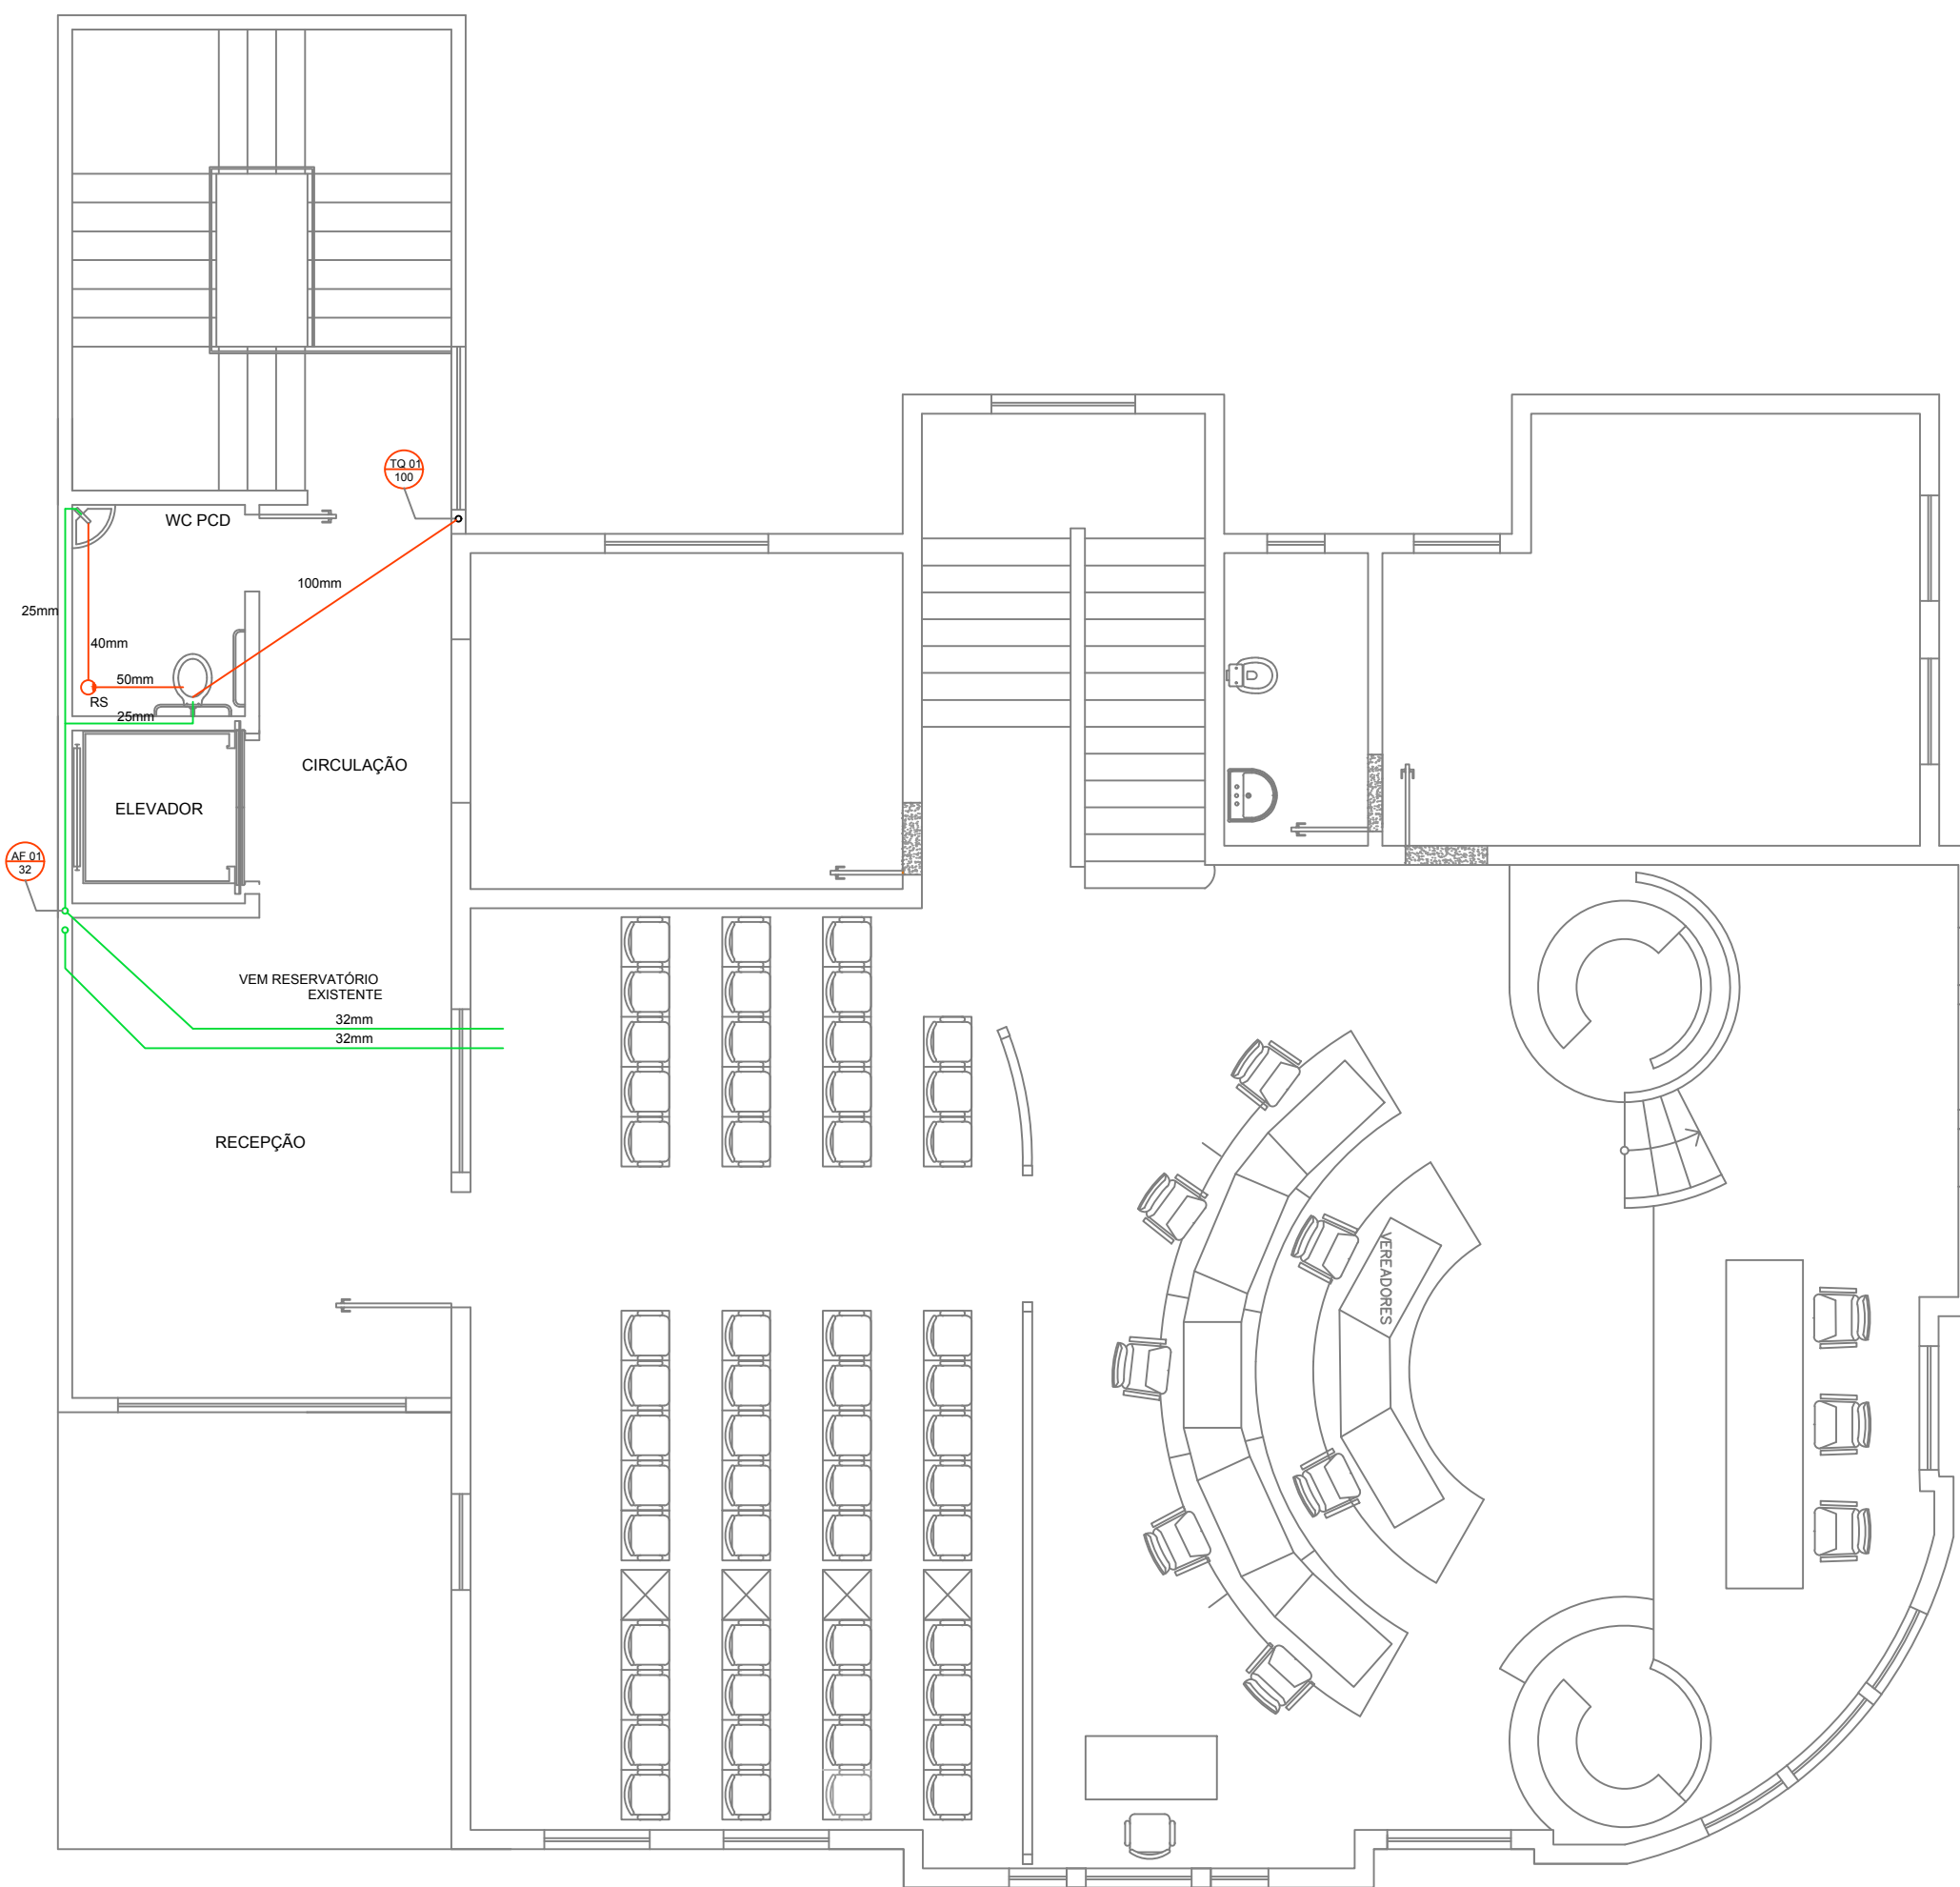 TQ 01
100
WC PCD
100mm
25mm
40mm
50mm
RS
25mm
CIRCULAÇÃO
ELEVADOR
AF 01
32
VEM RESERVATÓRIO
EXISTENTE
32mm
32mm
RECEPÇÃO
VEREADORES